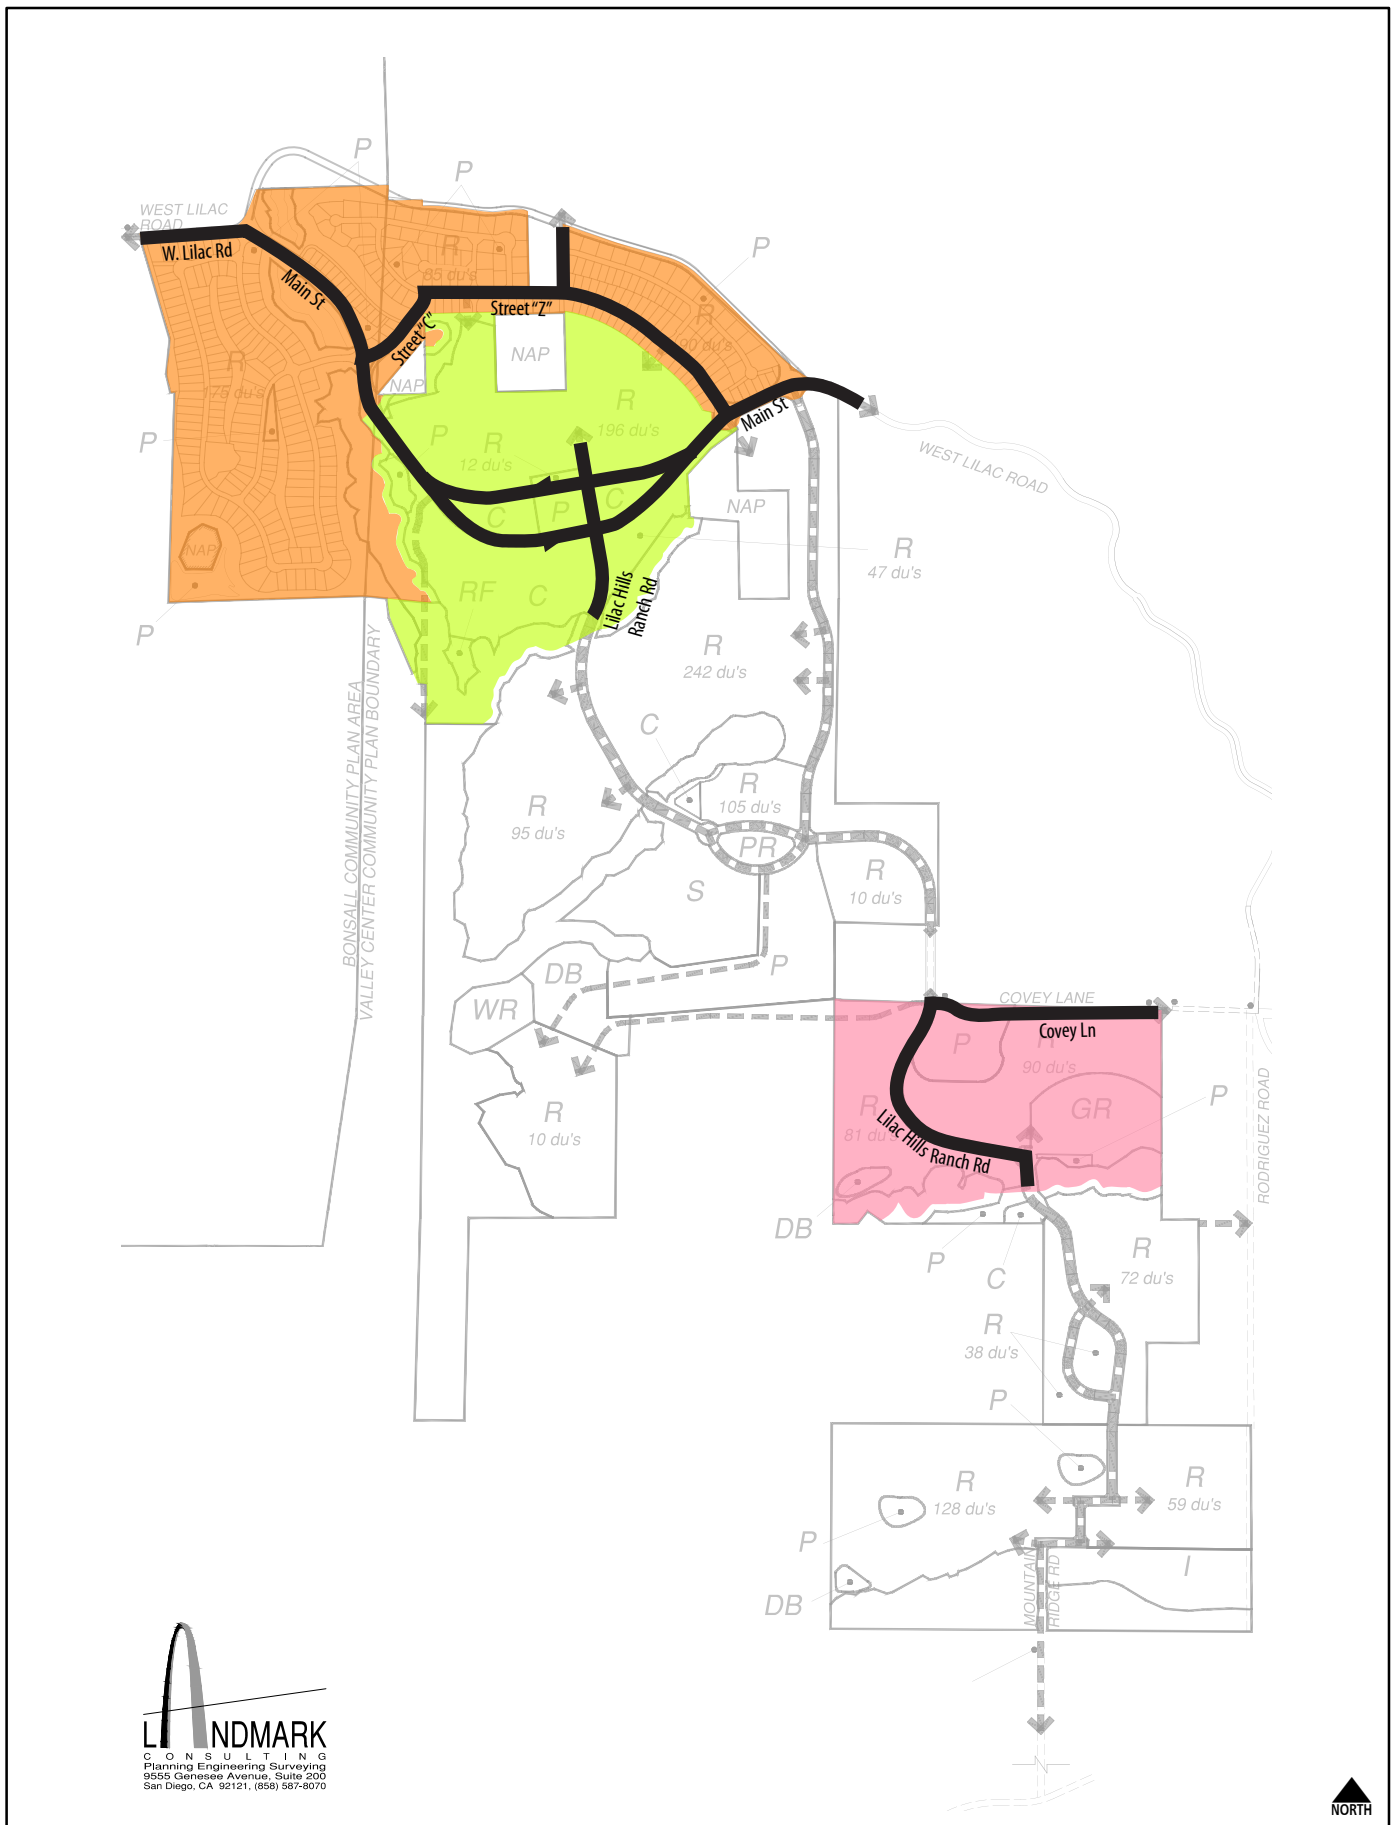 P
P
WEST LILAC
ROAD
W. Lilac Rd
R
85 du's
P
Main St
Street "Z"
Street "C"
R
90 du's
NAP
NAP
R
175 du's
R
196 du's
Main St
P
P
R
12 du's
WEST LILAC ROAD
C
P
C
NAP
NAP
R
47 du's
RF
C
Lilac Hills
Ranch Rd
P
R
242 du's
BONSALL COMMUNITY PLAN AREA
VALLEY CENTER COMMUNITY PLAN BOUNDARY
C
R
105 du's
R
95 du's
PR
R
10 du's
S
DB
P
WR
COVEY LANE
Covey Ln
P
R
90 du's
R
81 du's
GR
P
Lilac Hills Ranch Rd
R
10 du's
RODRIGUEZ ROAD
DB
P
C
R
72 du's
R
38 du's
P
R
128 du's
R
59 du's
P
DB
MOUNTAIN
RIDGE RD
I
LANDMARK
CONSULTING
Planning Engineering Surveying
9555 Genesee Avenue, Suite 200
San Diego, CA 92121, (858) 587-8070
NORTH